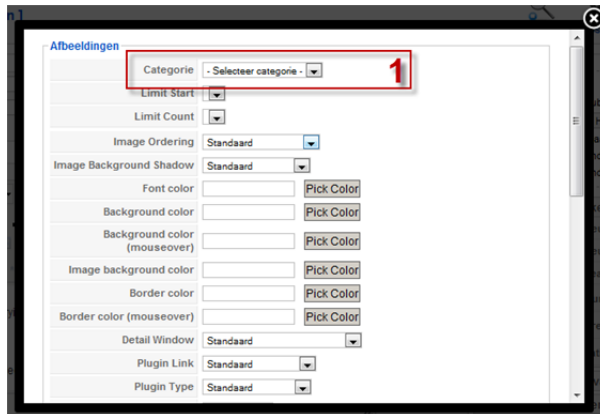 Afbeeldingen
Categorie - Selecteer categorie - 1
Limit Start
Limit Count
Image Ordering Standaard
Image Background Shadow Standaard
Font color Pick Color
Background color Pick Color
Background color
(mouseover) Pick Color
Image background color Pick Color
Border color Pick Color
Border color (mouseover) Pick Color
Detail Window Standaard
Plugin Link Standaard
Plugin Type Standaard